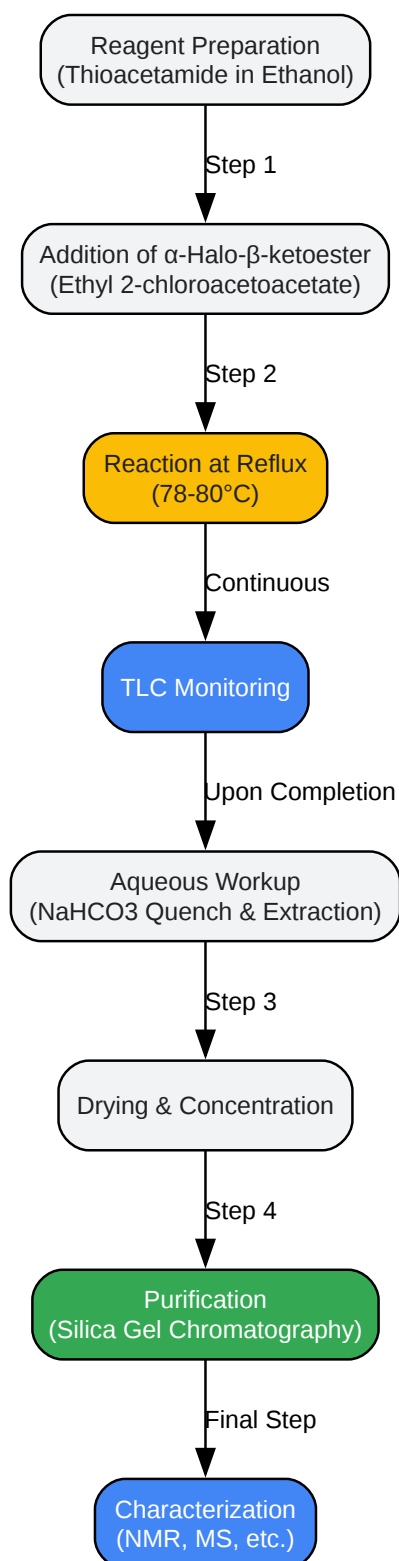 Reagent Preparation
(Thioacetamide in Ethanol)
Step 1
Addition of α-Halo-β-ketoester
(Ethyl 2-chloroacetoacetate)
Step 2
Reaction at Reflux
(78-80°C)
Continuous
TLC Monitoring
Upon Completion
Aqueous Workup
(NaHCO3 Quench & Extraction)
Step 3
Drying & Concentration
Step 4
Purification
(Silica Gel Chromatography)
Final Step
Characterization
(NMR, MS, etc.)